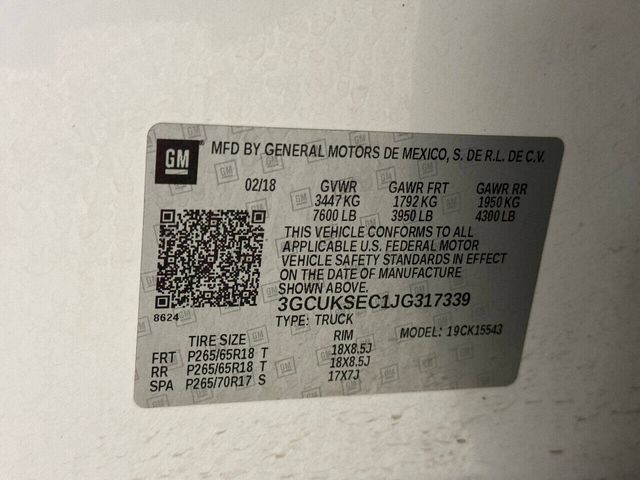 GM MFD BY GENERAL MOTORS DE MEXICO, S. DE R.L. DE C.V.
02/18 GVWR GAWR FRT GAWR RR
3447 KG 1792 KG 1950 KG
7600 LB 3950 LB 4300 LB
THIS VEHICLE CONFORMS TO ALL
APPLICABLE U.S. FEDERAL MOTOR
VEHICLE SAFETY STANDARDS IN EFFECT
ON THE DATE OF MANUFACTURE
SHOWN ABOVE.
3GCUKSEC1JG317339
8624 TYPE: TRUCK MODEL: 19CK15543
TIRE SIZE RIM
FRT P265/65R18 T 18X8.5J
RR P265/65R18 T 18X8.5J
SPA P265/70R17 S 17X7J